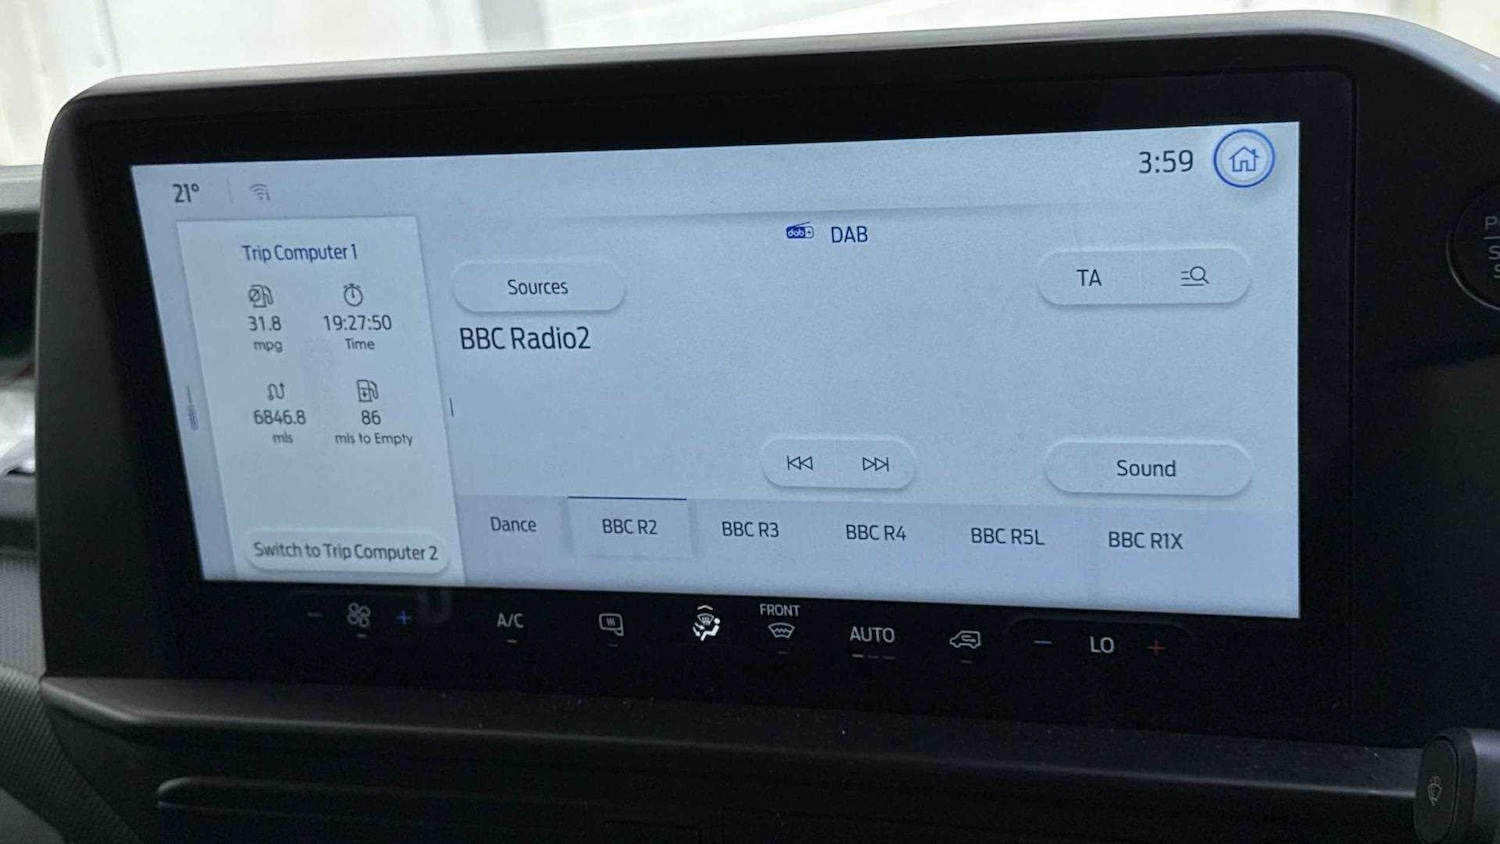 21°
3:59
Trip Computer 1
31.8
mpg
19:27:50
Time
6846.8
mls
86
mls to Empty
Switch to Trip Computer 2
dab+ DAB
Sources
TA
BBC Radio2
Sound
Dance
BBC R2
BBC R3
BBC R4
BBC R5L
BBC R1X
A/C
FRONT
AUTO
LO